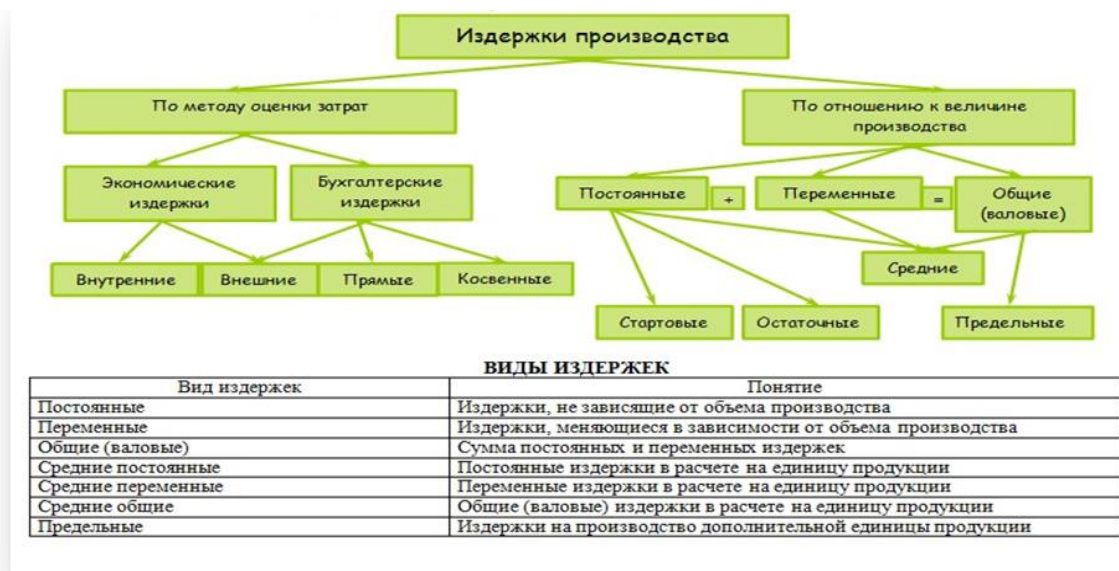 Издержки производства
По методу оценки затрат
По отношению к величине
производства
Экономические
издержки
Бухгалтерские
издержки
Постоянные
+
Переменные
=
Общие
(валовые)
Внутренние
Внешние
Прямые
Косвенные
Средние
Стартовые
Остаточные
Предельные
ВИДЫ ИЗДЕРЖЕК
Вид издержек Понятие
Постоянные Издержки, не зависящие от объема производства
Переменные Издержки, меняющиеся в зависимости от объема производства
Общие (валовые) Сумма постоянных и переменных издержек
Средние постоянные Постоянные издержки в расчете на единицу продукции
Средние переменные Переменные издержки в расчете на единицу продукции
Средние общие Общие (валовые) издержки в расчете на единицу продукции
Предельные Издержки на производство дополнительной единицы продукции